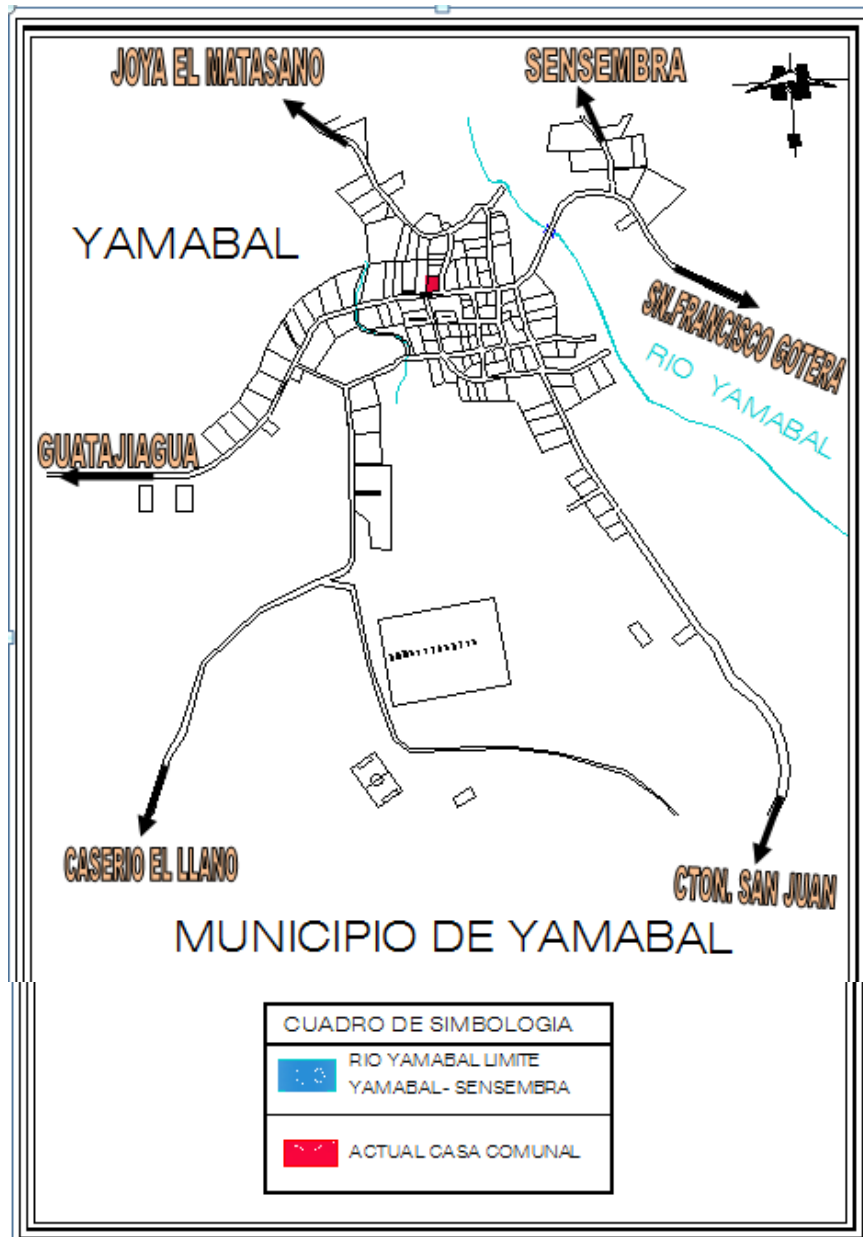 JOYA EL MATASANO
SENSEMBRA
YAMABAL
SN.FRANCISCO GOTERA
RIO YAMABAL
GUATAJIAGUA
CASERIO EL LLANO
CTON. SAN JUAN
MUNICIPIO DE YAMABAL
CUADRO DE SIMBOLOGIA
RIO YAMABAL LIMITE
YAMABAL- SENSEMBRA
ACTUAL CASA COMUNAL